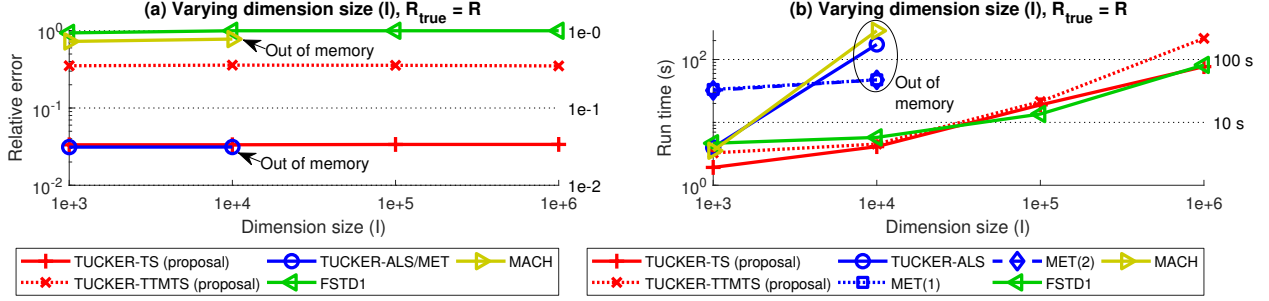 (a) Varying dimension size (I), R_true = R
Relative error
10^0
10^-1
10^-2
1e-0
1e-1
1e-2
Out of memory
Out of memory
1e+3 1e+4 1e+5 1e+6
Dimension size (I)
TUCKER-TS (proposal) TUCKER-ALS/MET MACH
TUCKER-TTMTS (proposal) FSTD1
(b) Varying dimension size (I), R_true = R
Run time (s)
10^2
10^1
10^0
100 s
10 s
Out of
memory
1e+3 1e+4 1e+5 1e+6
Dimension size (I)
TUCKER-TS (proposal) TUCKER-ALS MET(2) MACH
TUCKER-TTMTS (proposal) MET(1) FSTD1